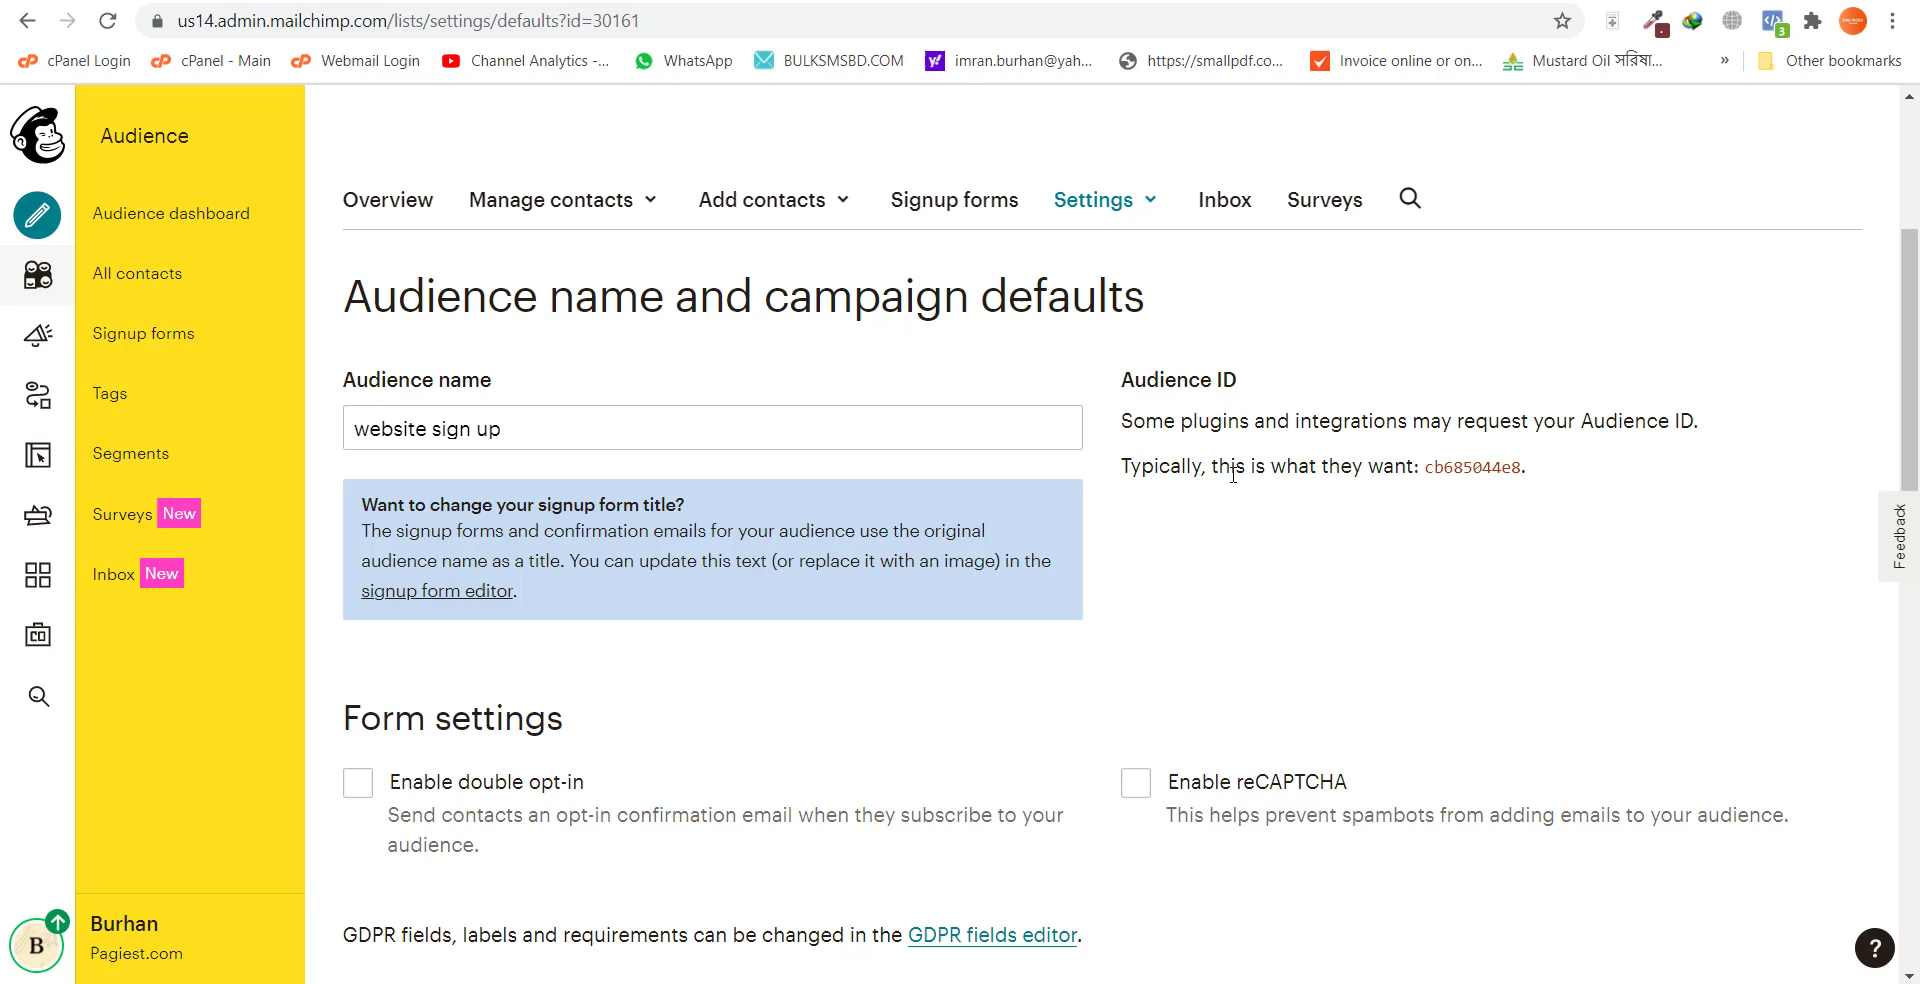 us14.admin.mailchimp.com/lists/settings/defaults?id=30161
3
cPanel Login
cPanel - Main
Webmail Login
Channel Analytics -...
WhatsApp
BULKSMSBD.COM
imran.burhan@yah...
https://smallpdf.co...
Invoice online or on...
Mustard Oil সরিষা...
»
Other bookmarks
Audience
Audience dashboard
All contacts
Signup forms
Tags
Segments
Surveys New
Inbox New
Burhan
Pagiest.com
B
Overview
Manage contacts
Add contacts
Signup forms
Settings
Inbox
Surveys
Audience name and campaign defaults
Audience name
website sign up
Want to change your signup form title?
The signup forms and confirmation emails for your audience use the original
audience name as a title. You can update this text (or replace it with an image) in the
signup form editor.
Audience ID
Some plugins and integrations may request your Audience ID.
Typically, this is what they want: cb685044e8.
Form settings
Enable double opt-in
Send contacts an opt-in confirmation email when they subscribe to your
audience.
Enable reCAPTCHA
This helps prevent spambots from adding emails to your audience.
GDPR fields, labels and requirements can be changed in the GDPR fields editor.
Feedback
?